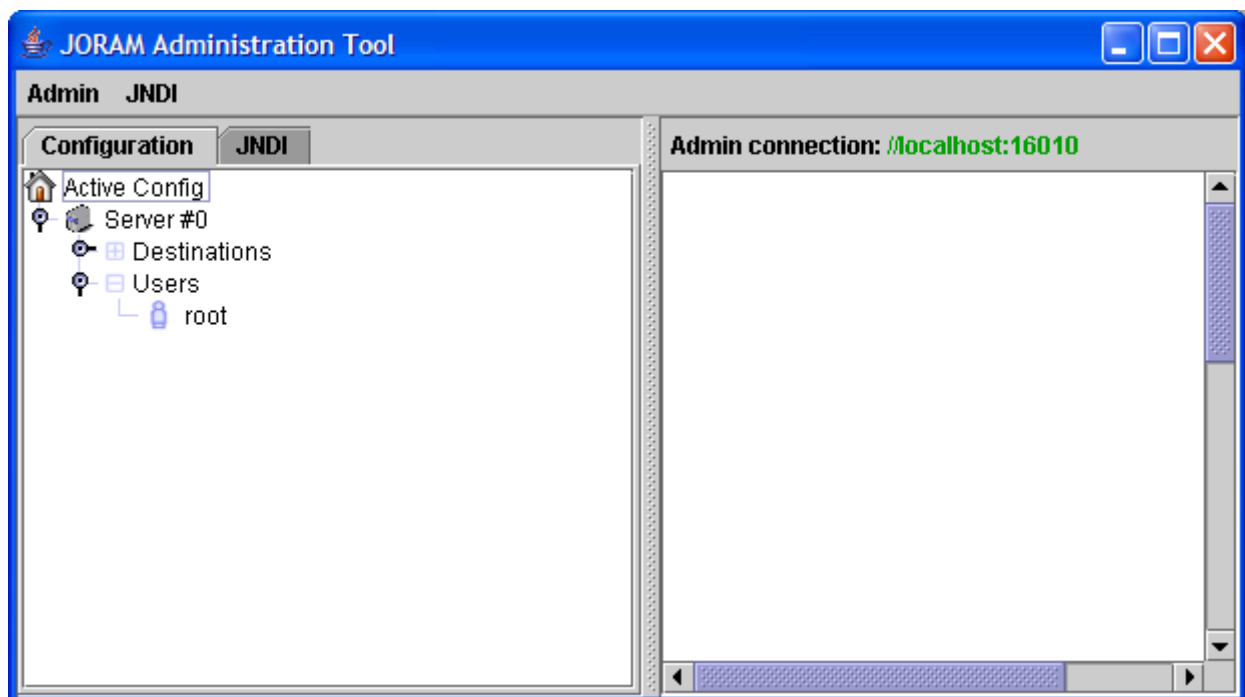 JORAM Administration Tool
Admin JNDI
Configuration JNDI
Active Config
Server #0
Destinations
Users
root
Admin connection: //localhost:16010